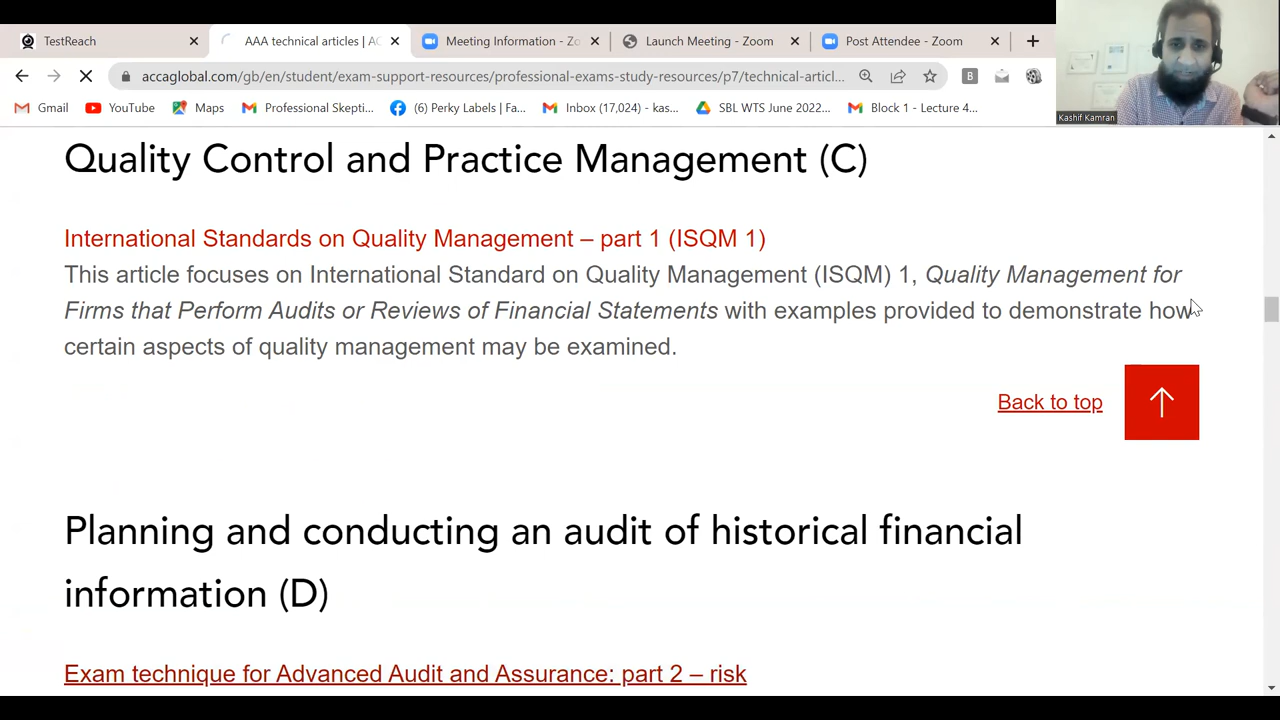 TestReach
AAA technical articles | AC
Meeting Information - Zo
Launch Meeting - Zoom
Post Attendee - Zoom
accaglobal.com/gb/en/student/exam-support-resources/professional-exams-study-resources/p7/technical-articl...
Gmail
YouTube
Maps
Professional Skepti...
(6) Perky Labels | Fa...
Inbox (17,024) - kas...
SBL WTS June 2022...
Block 1 - Lecture 4...
Kashif Kamran
Quality Control and Practice Management (C)
International Standards on Quality Management – part 1 (ISQM 1)
This article focuses on International Standard on Quality Management (ISQM) 1, Quality Management for
Firms that Perform Audits or Reviews of Financial Statements with examples provided to demonstrate how
certain aspects of quality management may be examined.
Back to top
Planning and conducting an audit of historical financial
information (D)
Exam technique for Advanced Audit and Assurance: part 2 – risk